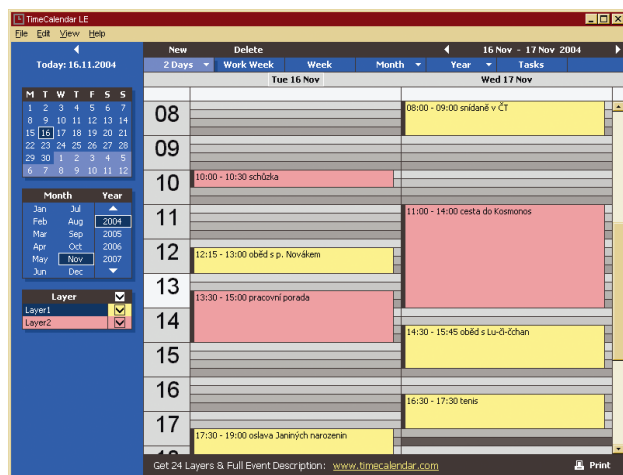 TimeCalendar LE
File Edit View Help
New Delete 16 Nov - 17 Nov 2004
Today: 16.11.2004
2 Days Work Week Week Month Year Tasks
Tue 16 Nov Wed 17 Nov
M T W T F S S
1 2 3 4 5 6 7
8 9 10 11 12 13 14
15 16 17 18 19 20 21
22 23 24 25 26 27 28
29 30 1 2 3 4 5
6 7 8 9 10 11 12
Month Year
Jan Jul
Feb Aug 2004
Mar Sep 2005
Apr Oct 2006
May Nov 2007
Jun Dec
Layer
Layer1
Layer2
08
08:00 - 09:00 snídaně v ČT
09
10
10:00 - 10:30 schůzka
11
11:00 - 14:00 cesta do Kosmonos
12
12:15 - 13:00 oběd s p. Novákem
13
13:30 - 15:00 pracovní porada
14
14:30 - 15:45 oběd s Lu-či-čchan
15
16
16:30 - 17:30 tenis
17
17:30 - 19:00 oslava Janiných narozenin
Get 24 Layers & Full Event Description: www.timecalendar.com
Print